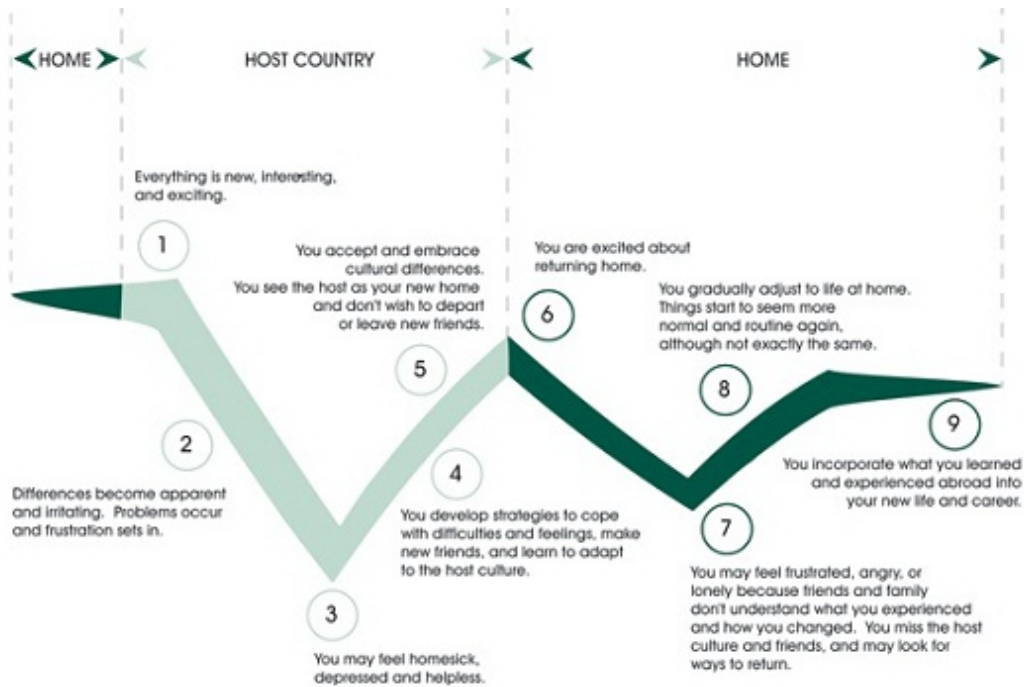 HOME
HOST COUNTRY
HOME
Everything is new, interesting,
and exciting.
1
2
Differences become apparent
and irritating. Problems occur
and frustration sets in.
3
You may feel homesick,
depressed and helpless.
4
You develop strategies to cope
with difficulties and feelings, make
new friends, and learn to adapt
to the host culture.
You accept and embrace
cultural differences.
You see the host as your new home
and don't wish to depart
or leave new friends.
5
You are excited about
returning home.
6
7
You may feel frustrated, angry, or
lonely because friends and family
don't understand what you experienced
and how you changed. You miss the host
culture and friends, and may look for
ways to return.
You gradually adjust to life at home.
Things start to seem more
normal and routine again,
although not exactly the same.
8
9
You incorporate what you learned
and experienced abroad into
your new life and career.